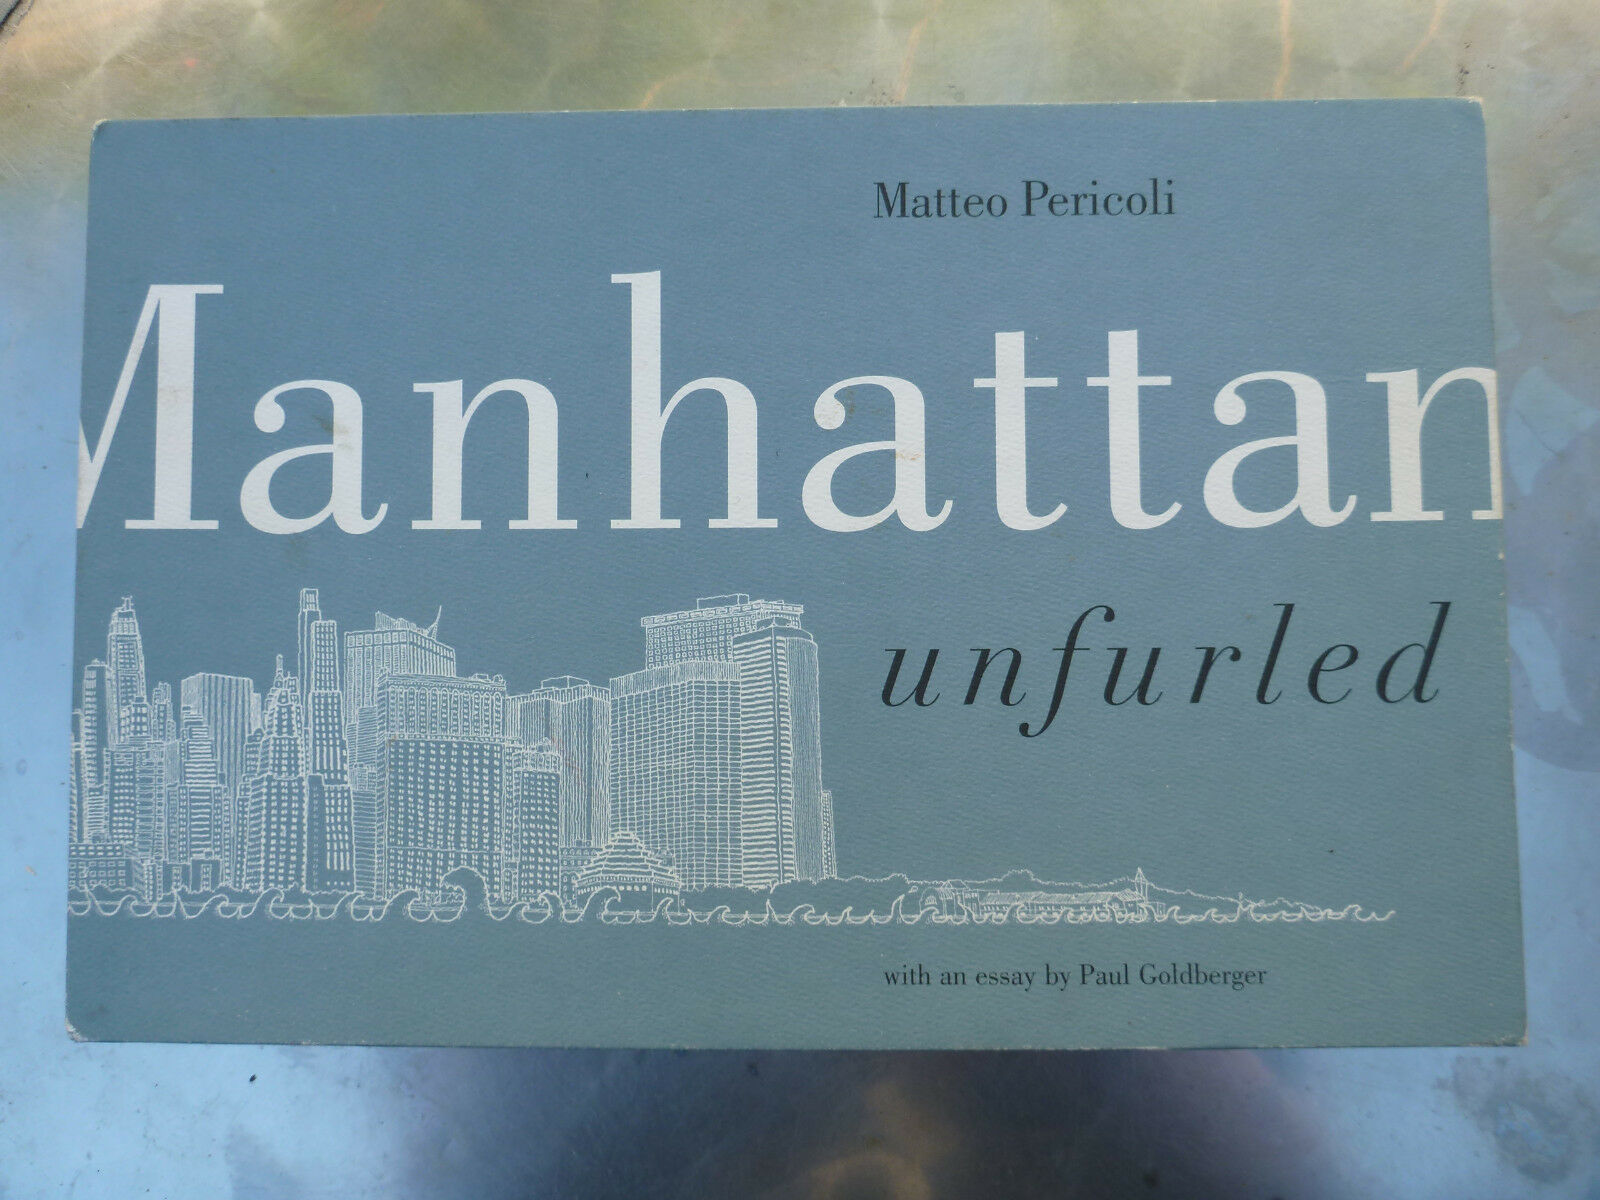 Matteo Pericoli
Manhattan
unfurled
with an essay by Paul Goldberger